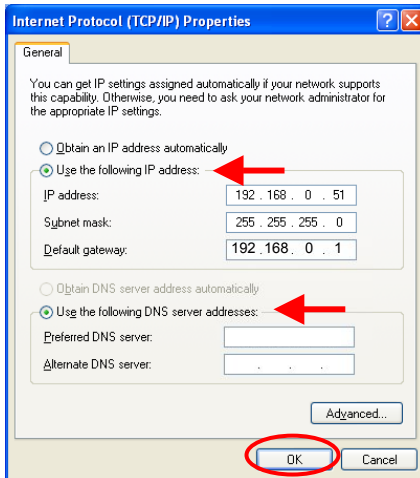 Internet Protocol (TCP/IP) Properties
General
You can get IP settings assigned automatically if your network supports
this capability. Otherwise, you need to ask your network administrator for
the appropriate IP settings.
Obtain an IP address automatically
Use the following IP address:
IP address: 192 . 168 . 0 . 51
Subnet mask: 255 . 255 . 255 . 0
Default gateway: 192 . 168 . 0 . 1
Obtain DNS server address automatically
Use the following DNS server addresses:
Preferred DNS server:
Alternate DNS server: . . .
Advanced...
OK Cancel